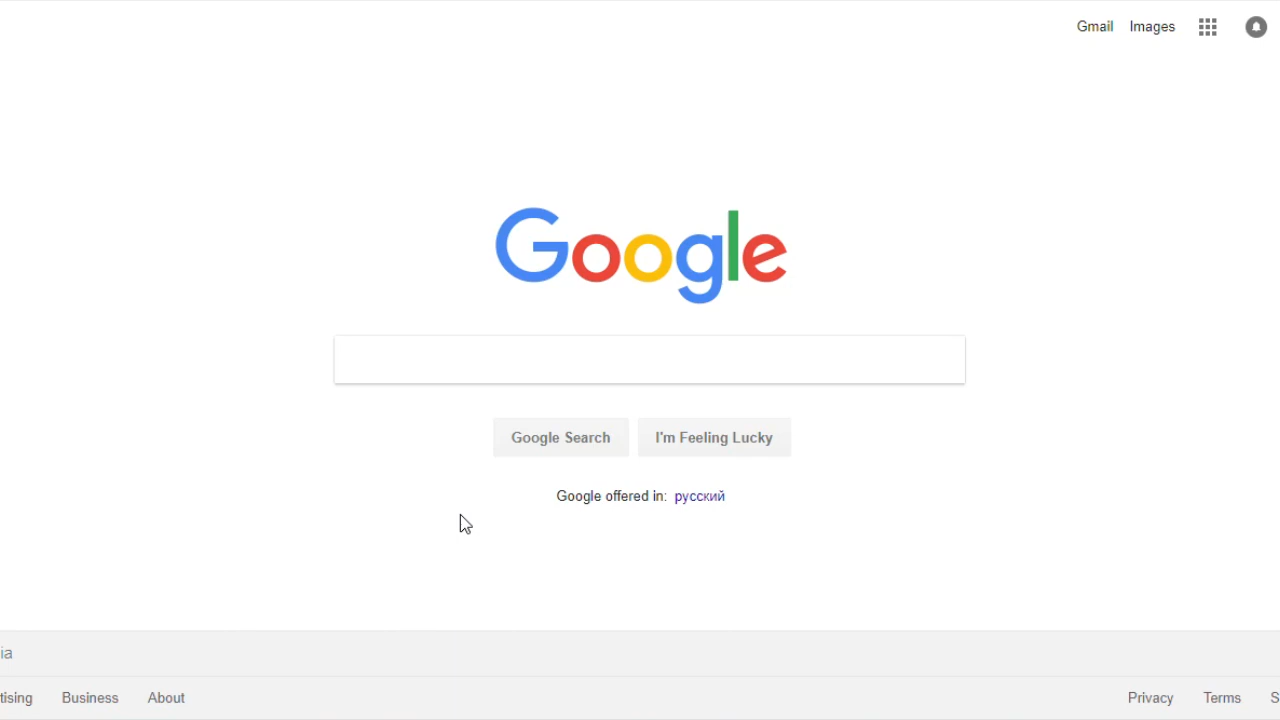 Gmail Images
Google
Google Search I'm Feeling Lucky
Google offered in: русский
ia
tising Business About Privacy Terms S